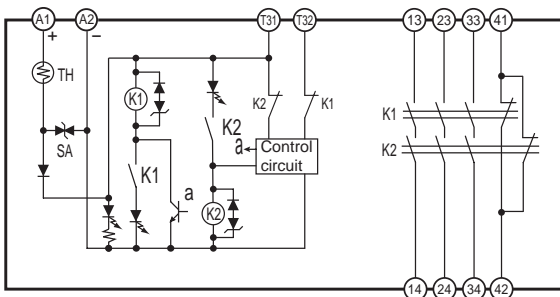 A1 A2 T31 T32 13 23 33 41
+ −
TH
K1
K2 K1
K1
K2
SA
a
Control
circuit
K2
K1
a
K2
14 24 34 42